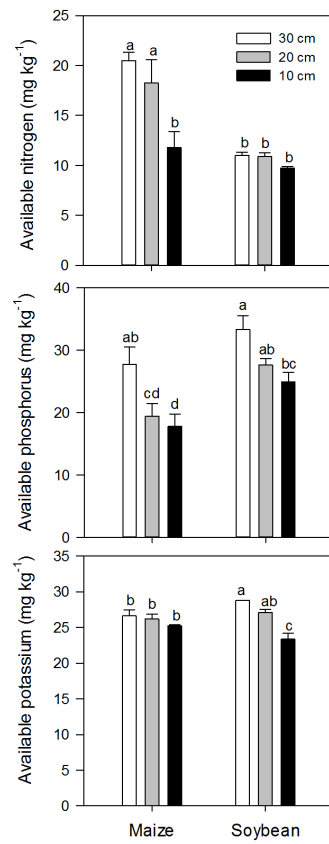 Available nitrogen (mg kg⁻¹)
25
20
15
10
5
0
a a b b b b
30 cm
20 cm
10 cm
Available phosphorus (mg kg⁻¹)
40
30
20
10
0
ab cd d a ab bc
Available potassium (mg kg⁻¹)
35
30
25
20
15
10
5
0
b b b a ab c
Maize Soybean